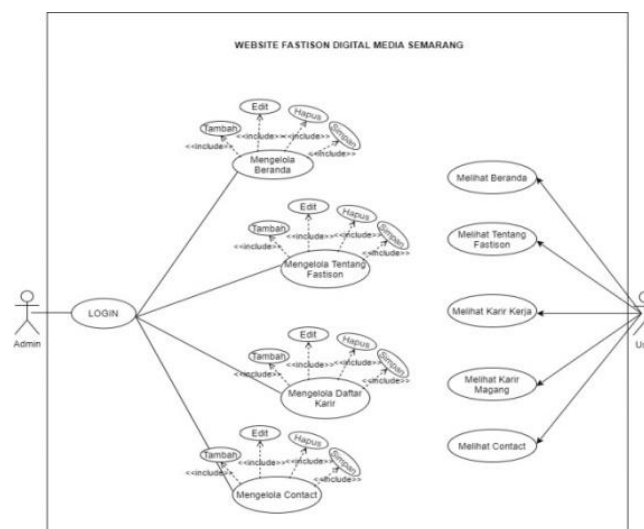 WEBSITE FASTISON DIGITAL MEDIA SEMARANG
Edit
Hapus
Tambah
Simpan
<<include>>
<<include>>
<<include>>
<<include>>
Mengelola
Beranda
Edit
Hapus
Tambah
Simpan
<<include>>
<<include>>
<<include>>
<<include>>
Mengelola Tentang
Fastison
Edit
Hapus
Tambah
Simpan
<<include>>
<<include>>
<<include>>
<<include>>
Mengelola Daftar
Karir
Edit
Hapus
Tambah
Simpan
<<include>>
<<include>>
<<include>>
<<include>>
Mengelola Contact
LOGIN
Admin
Melihat Beranda
Melihat Tentang
Fastison
Melihat Karir Kerja
Melihat Karir
Magang
Melihat Contact